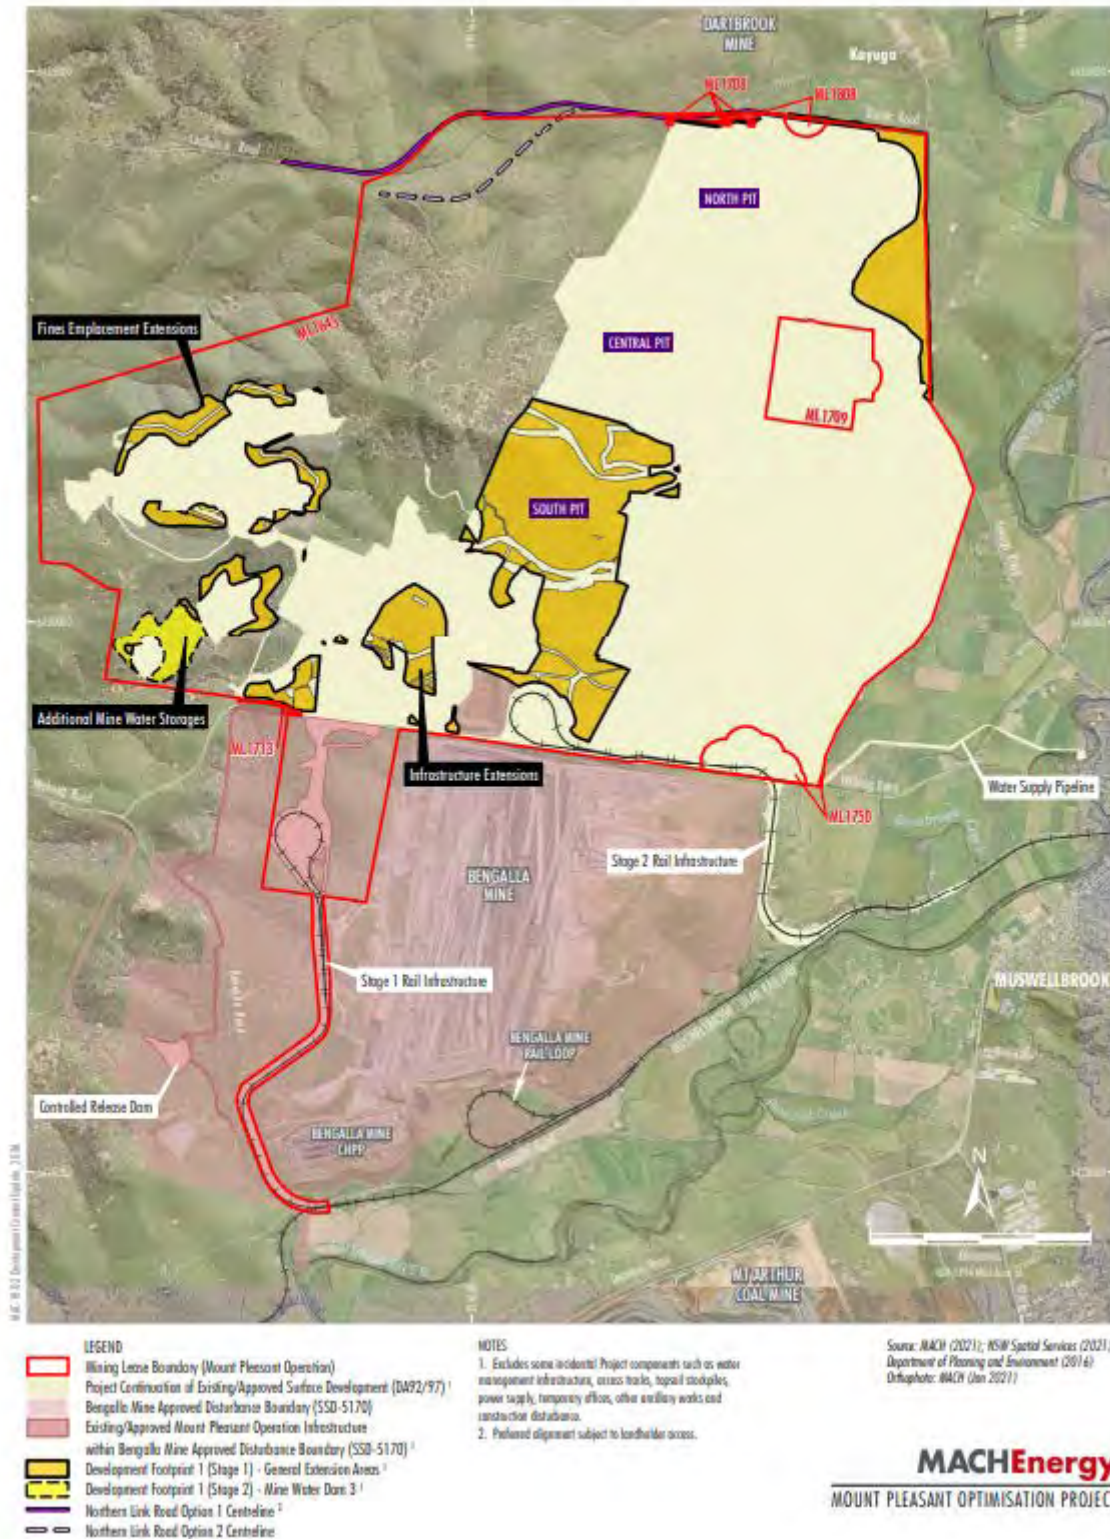 DARTBROOK
MINE
Kayuga
ML1708
ML1808
NORTH PIT
Fines Emplacement Extensions
ML1645
CENTRAL PIT
ML1709
SOUTH PIT
Additional Mine Water Storages
ML1713
Infrastructure Extensions
Water Supply Pipeline
ML1750
Stage 2 Rail Infrastructure
BENGALLA
MINE
Stage 1 Rail Infrastructure
MUSWELLBROOK
BENGALLA MINE
RAIL LOOP
Controlled Release Dam
BENGALLA MINE
CHPP
N
MT ARTHUR
COAL MINE
LEGEND
Mining Lease Boundary (Mount Pleasant Operation)
Project Continuation of Existing/Approved Surface Development (DA92/97) 1
Bengalla Mine Approved Disturbance Boundary (SSD-5170)
Existing/Approved Mount Pleasant Operation Infrastructure
within Bengalla Mine Approved Disturbance Boundary (SSD-5170) 1
Development Footprint 1 (Stage 1) - General Extension Areas 1
Development Footprint 1 (Stage 2) - Mine Water Dam 3 1
Northern Link Road Option 1 Centreline 2
Northern Link Road Option 2 Centreline
NOTES
1. Excludes some incidental Project components such as water
management infrastructure, access tracks, topsoil stockpiles,
power supply, temporary offices, other ancillary works and
construction disturbance.
2. Preferred alignment subject to landholder access.
Source: MACH (2021); NSW Spatial Services (2021)
Department of Planning and Environment (2016)
Orthophoto: MACH (Jan 2021)
MACHEnergy
MOUNT PLEASANT OPTIMISATION PROJECT